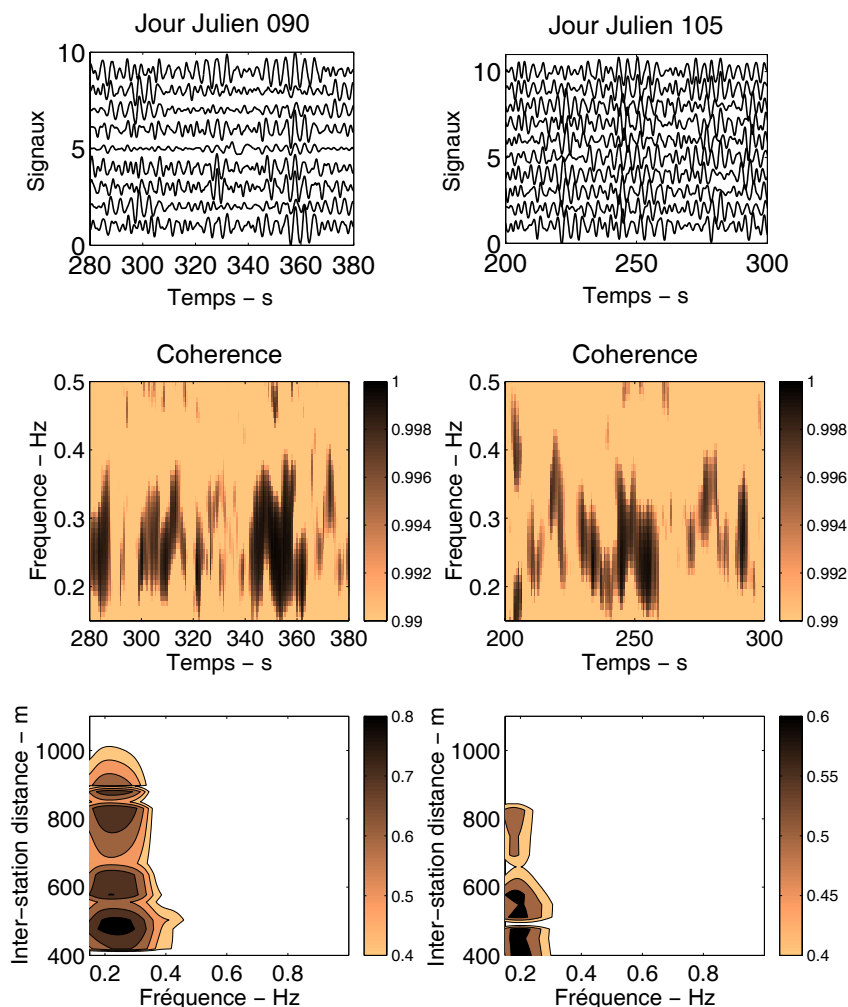 Jour Julien 090
Jour Julien 105
10
5
0
Signaux
280 300 320 340 360 380
Temps – s
10
5
0
Signaux
200 250 300
Temps – s
Coherence
Coherence
0.5
0.4
0.3
0.2
Frequence – Hz
280 300 320 340 360 380
Temps – s
1
0.998
0.996
0.994
0.992
0.99
0.5
0.4
0.3
0.2
Frequence – Hz
200 250 300
Temps – s
1
0.998
0.996
0.994
0.992
0.99
1000
800
600
400
Inter–station distance – m
0.2 0.4 0.6 0.8
Fréquence – Hz
0.8
0.7
0.6
0.5
0.4
1000
800
600
400
Inter–station distance – m
0.2 0.4 0.6 0.8
Fréquence – Hz
0.6
0.55
0.5
0.45
0.4